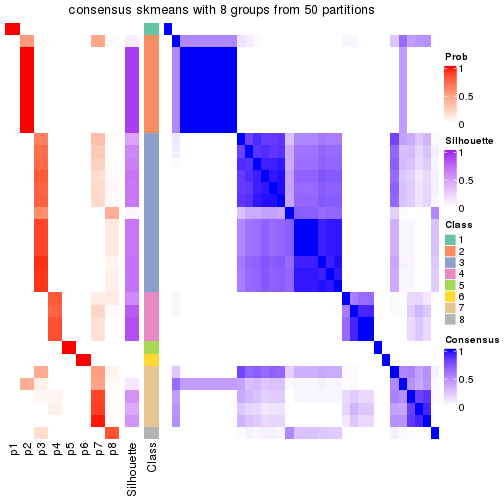 consensus skmeans with 8 groups from 50 partitions
Prob
1
0.5
0
Silhouette
1
0.5
0
Class
1
2
3
4
5
6
7
8
Consensus
1
0.5
0
p1
p2
p3
p4
p5
p6
p7
p8
Silhouette
Class